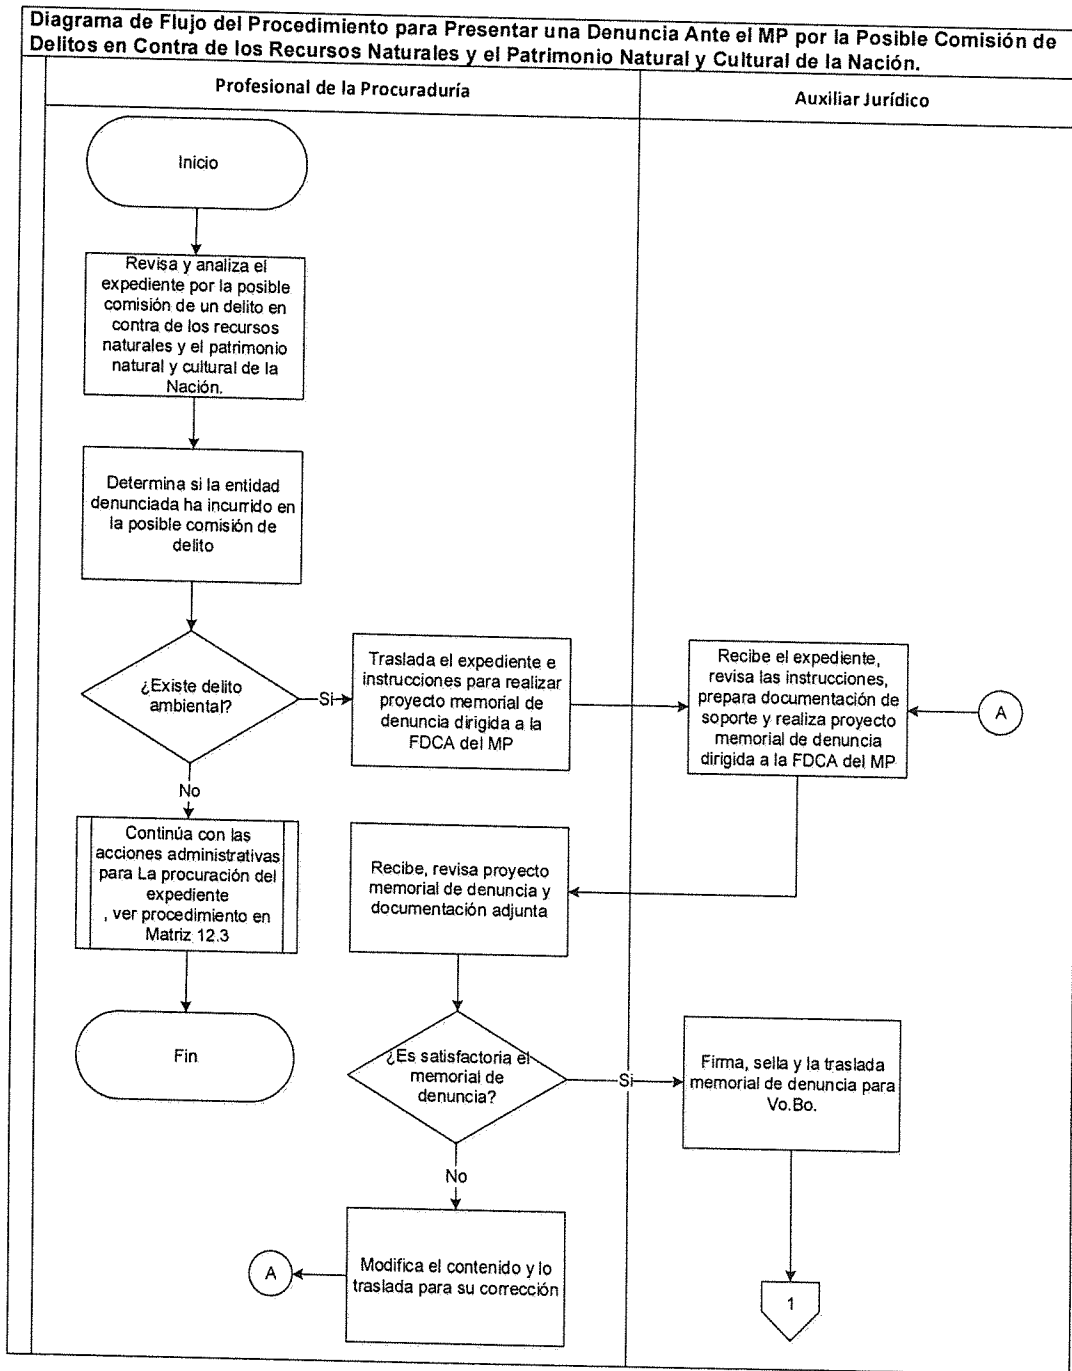 Diagrama de Flujo del Procedimiento para Presentar una Denuncia Ante el MP por la Posible Comisión de
Delitos en Contra de los Recursos Naturales y el Patrimonio Natural y Cultural de la Nación.
Profesional de la Procuraduría
Auxiliar Jurídico
Inicio
Revisa y analiza el
expediente por la posible
comisión de un delito en
contra de los recursos
naturales y el patrimonio
natural y cultural de la
Nación.
Determina si la entidad
denunciada ha incurrido en
la posible comisión de
delito
¿Existe delito
ambiental?
Si
Traslada el expediente e
instrucciones para realizar
proyecto memorial de
denuncia dirigida a la
FDCA del MP
Recibe el expediente,
revisa las instrucciones,
prepara documentación de
soporte y realiza proyecto
memorial de denuncia
dirigida a la FDCA del MP
A
No
Continúa con las
acciones administrativas
para La procuración del
expediente
, ver procedimiento en
Matriz 12.3
Recibe, revisa proyecto
memorial de denuncia y
documentación adjunta
Fin
¿Es satisfactoria el
memorial de
denuncia?
Si
Firma, sella y la traslada
memorial de denuncia para
Vo.Bo.
No
Modifica el contenido y lo
traslada para su corrección
A
1